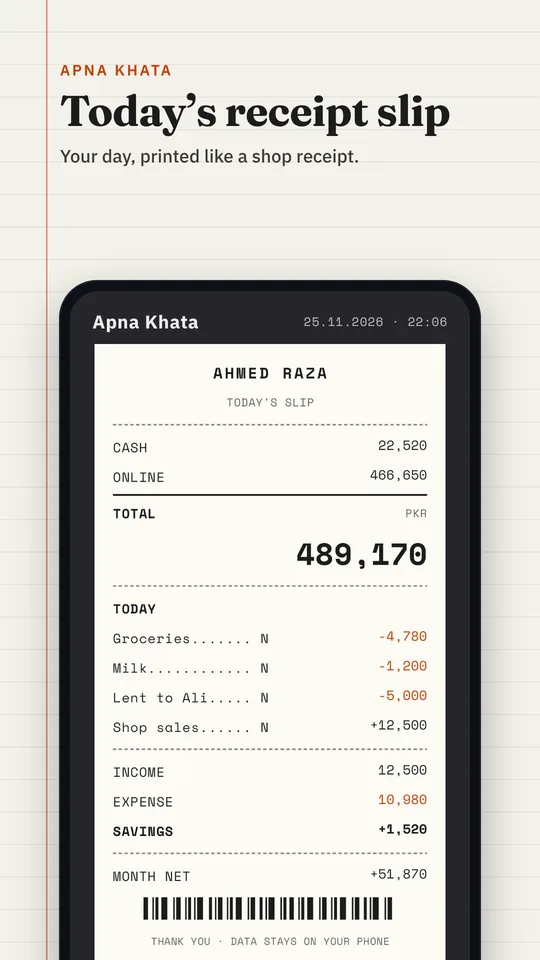 APNA KHATA
Today’s receipt slip
Your day, printed like a shop receipt.
Apna Khata 25.11.2026 · 22:06
AHMED RAZA
TODAY'S SLIP
CASH 22,520
ONLINE 466,650
TOTAL PKR
489,170
TODAY
Groceries....... N -4,780
Milk............ N -1,200
Lent to Ali..... N -5,000
Shop sales...... N +12,500
INCOME 12,500
EXPENSE 10,980
SAVINGS +1,520
MONTH NET +51,870
THANK YOU · DATA STAYS ON YOUR PHONE